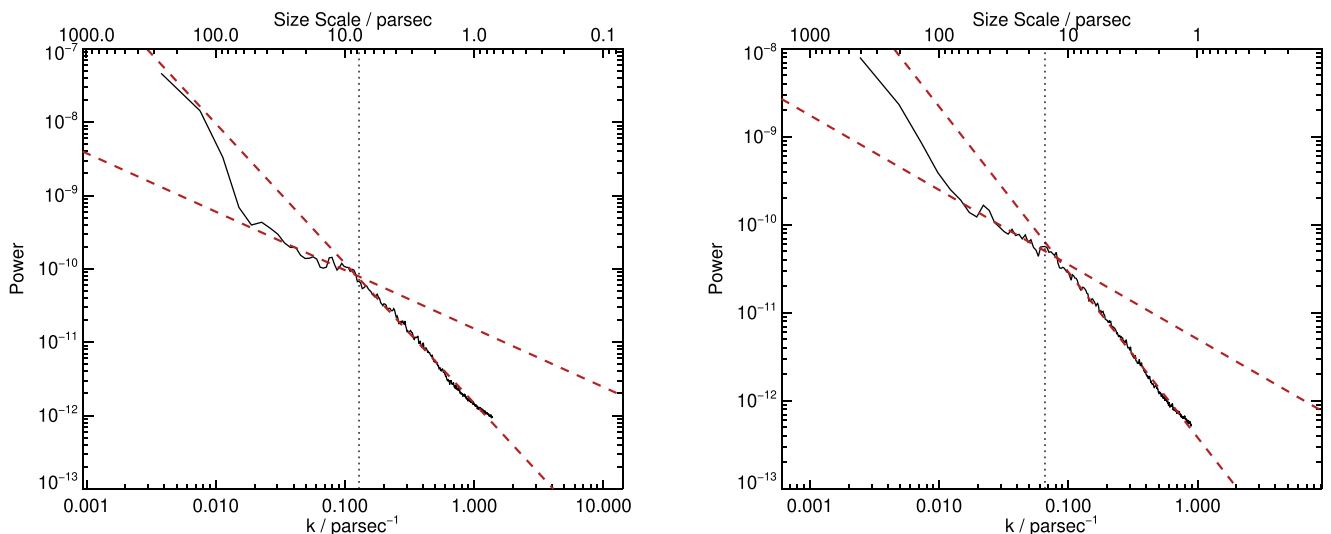 Size Scale / parsec
1000.0 100.0 10.0 1.0 0.1
10⁻⁷
10⁻⁸
10⁻⁹
10⁻¹⁰
10⁻¹¹
10⁻¹²
10⁻¹³
Power
0.001 0.010 0.100 1.000 10.000
k / parsec⁻¹
Size Scale / parsec
1000 100 10 1
10⁻⁸
10⁻⁹
10⁻¹⁰
10⁻¹¹
10⁻¹²
10⁻¹³
Power
0.001 0.010 0.100 1.000
k / parsec⁻¹